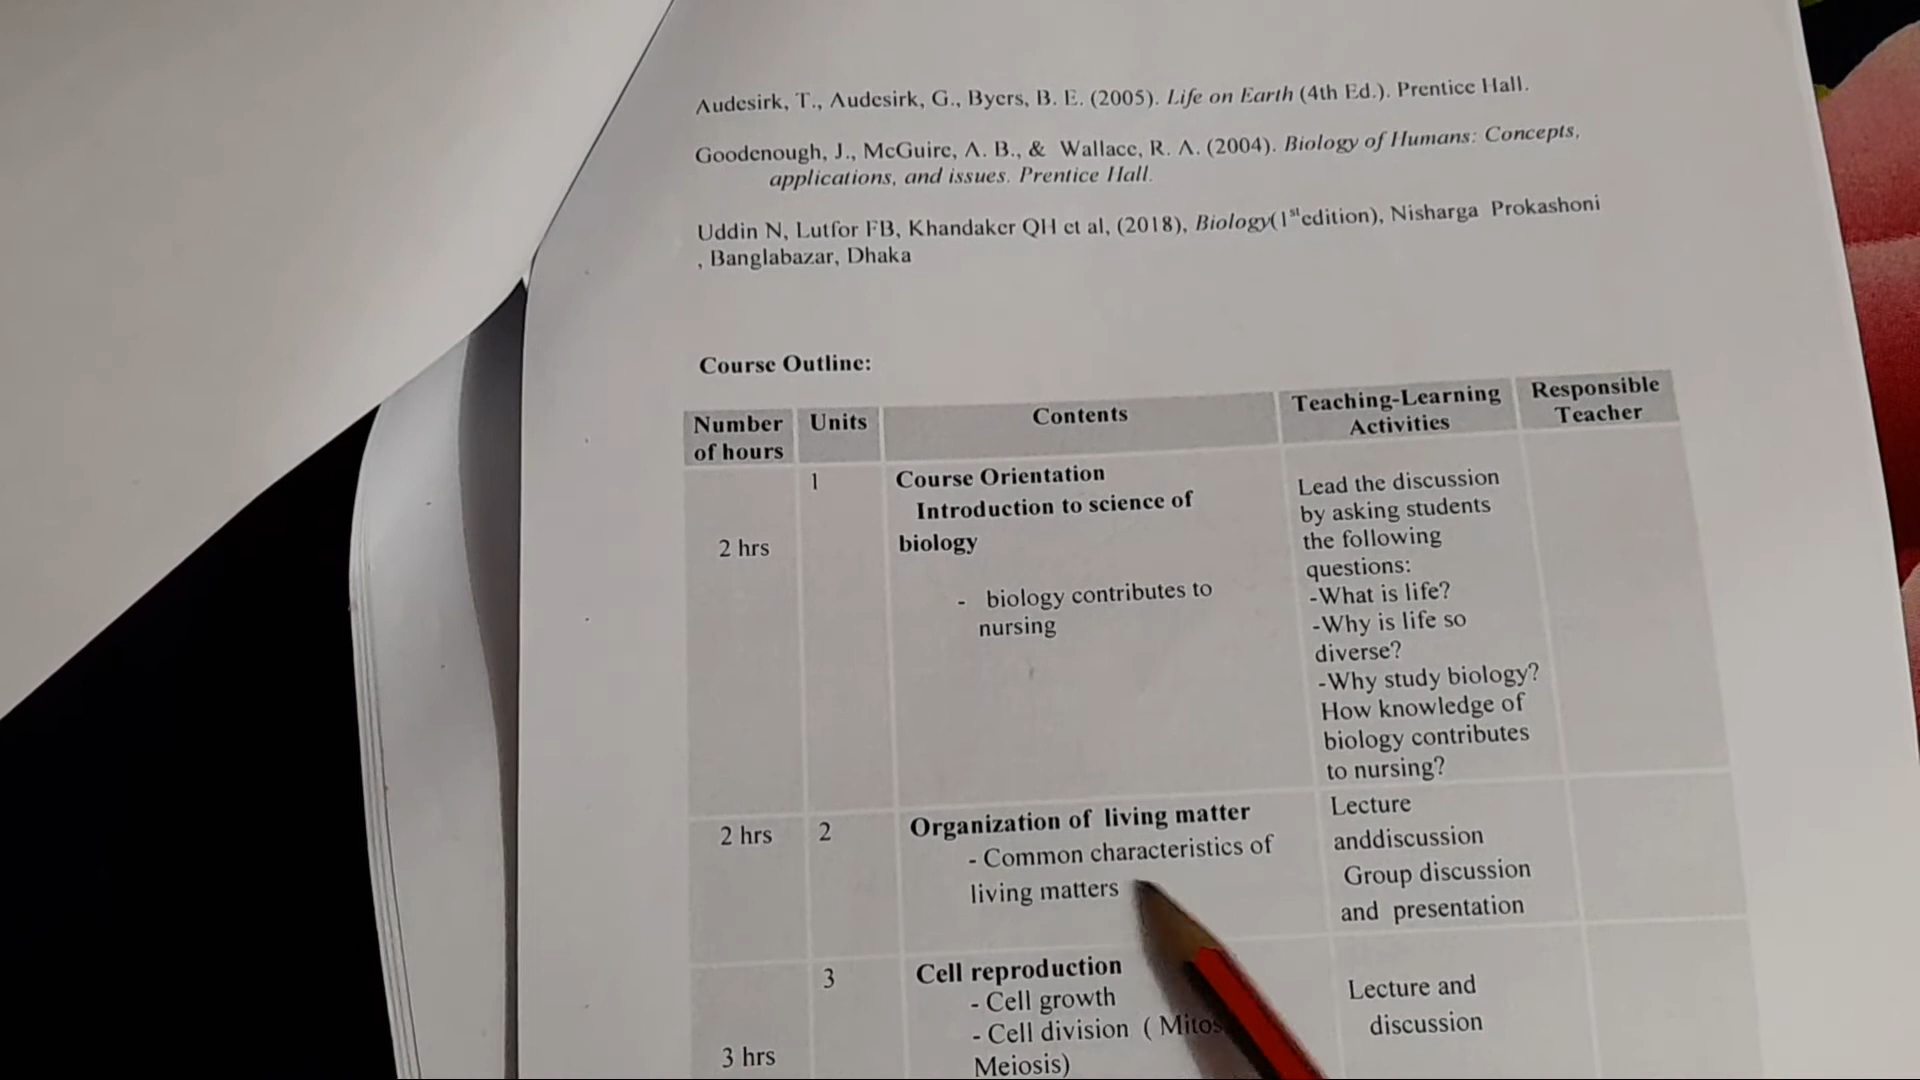 Audesirk, T., Audesirk, G., Byers, B. E. (2005). Life on Earth (4th Ed.). Prentice Hall.
Goodenough, J., McGuire, A. B., & Wallace, R. A. (2004). Biology of Humans: Concepts,
applications, and issues. Prentice Hall.
Uddin N, Lutfor FB, Khandaker QH et al, (2018), Biology(1st edition), Nisharga Prokashoni
, Banglabazar, Dhaka
Course Outline:
Number
of hours
Units
Contents
Teaching-Learning
Activities
Responsible
Teacher
2 hrs
1
Course Orientation
Introduction to science of
biology
- biology contributes to
nursing
Lead the discussion
by asking students
the following
questions:
-What is life?
-Why is life so
diverse?
-Why study biology?
How knowledge of
biology contributes
to nursing?
2 hrs
2
Organization of living matter
- Common characteristics of
living matters
Lecture
anddiscussion
Group discussion
and presentation
3 hrs
3
Cell reproduction
- Cell growth
- Cell division (
Meiosis)
Lecture and
discussion